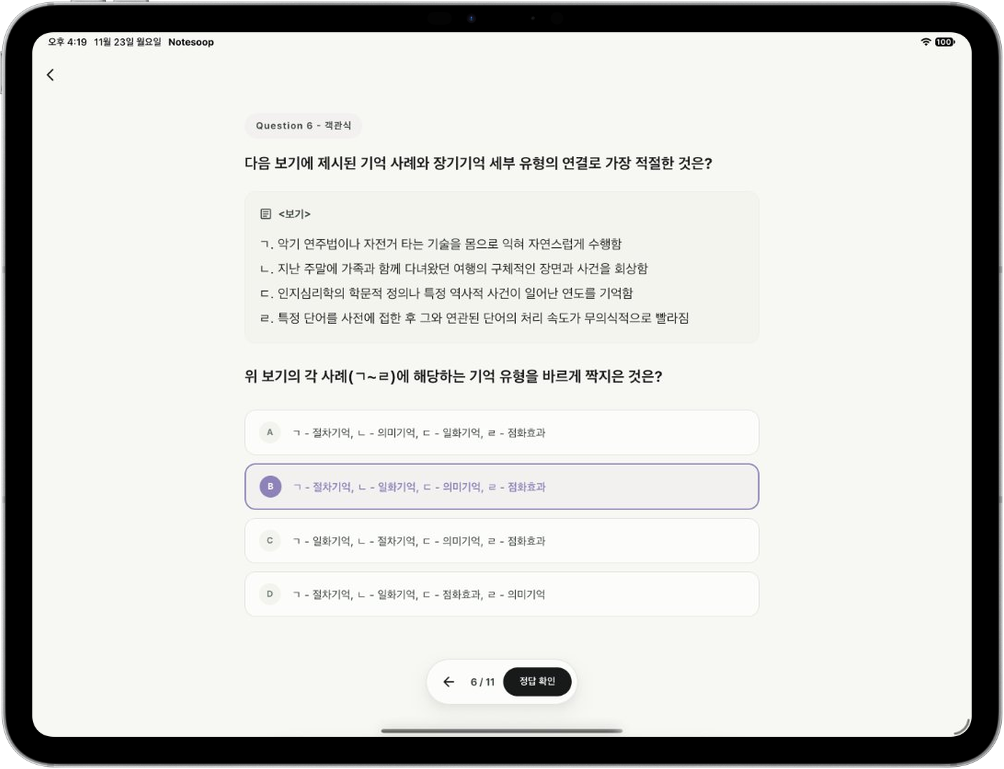 오후 4:19 11월 23일 월요일 Notesoop
100
Question 6 - 객관식
다음 보기에 제시된 기억 사례와 장기기억 세부 유형의 연결로 가장 적절한 것은?
<보기>
ㄱ. 악기 연주법이나 자전거 타는 기술을 몸으로 익혀 자연스럽게 수행함
ㄴ. 지난 주말에 가족과 함께 다녀왔던 여행의 구체적인 장면과 사건을 회상함
ㄷ. 인지심리학의 학문적 정의나 특정 역사적 사건이 일어난 연도를 기억함
ㄹ. 특정 단어를 사전에 접한 후 그와 연관된 단어의 처리 속도가 무의식적으로 빨라짐
위 보기의 각 사례(ㄱ~ㄹ)에 해당하는 기억 유형을 바르게 짝지은 것은?
A ㄱ - 절차기억, ㄴ - 의미기억, ㄷ - 일화기억, ㄹ - 점화효과
B ㄱ - 절차기억, ㄴ - 일화기억, ㄷ - 의미기억, ㄹ - 점화효과
C ㄱ - 일화기억, ㄴ - 절차기억, ㄷ - 의미기억, ㄹ - 점화효과
D ㄱ - 절차기억, ㄴ - 일화기억, ㄷ - 점화효과, ㄹ - 의미기억
6 / 11 정답 확인